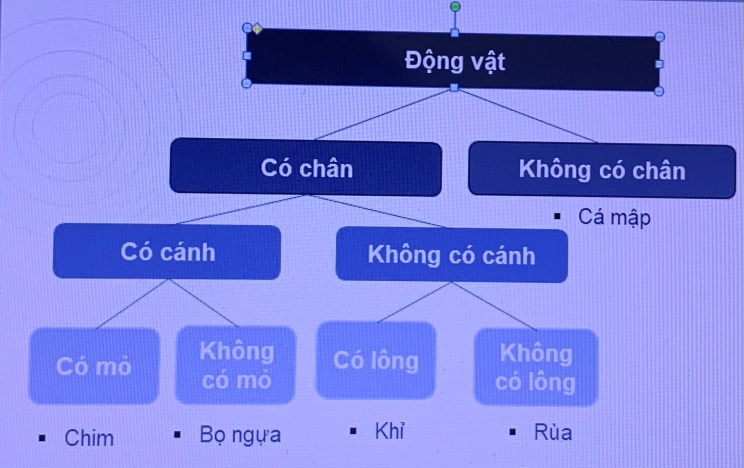 Động vật
Có chân
Không có chân
▪ Cá mập
Có cánh
Không có cánh
Có mỏ
Không
có mỏ
Có lông
Không
có lông
▪ Chim
▪ Bọ ngựa
▪ Khỉ
▪ Rùa